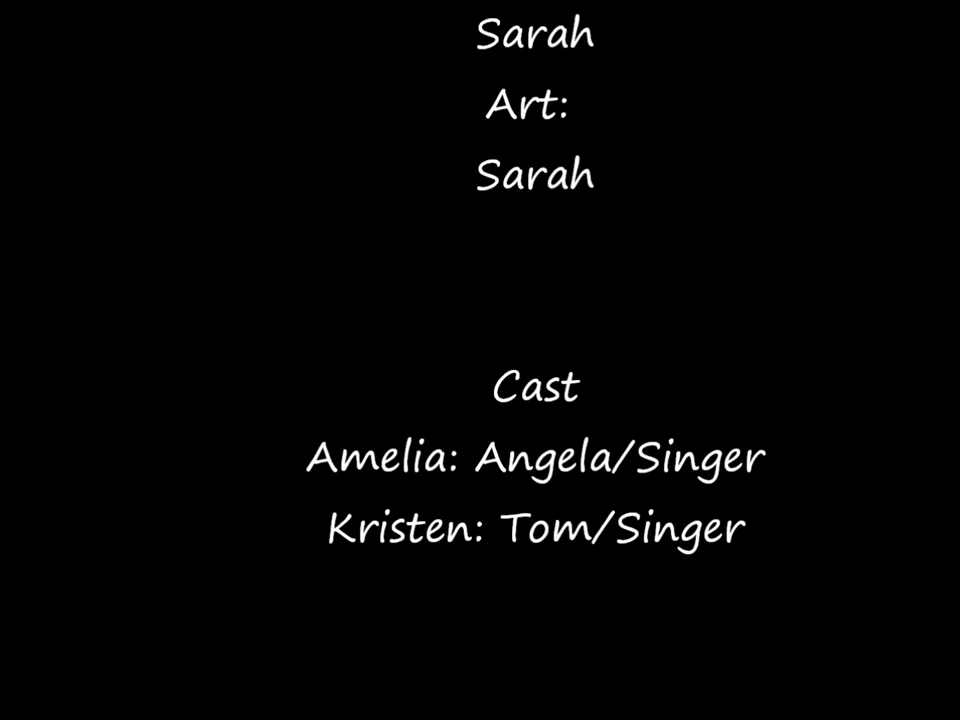 Sarah
Art:
Sarah
Cast
Amelia: Angela/Singer
Kristen: Tom/Singer